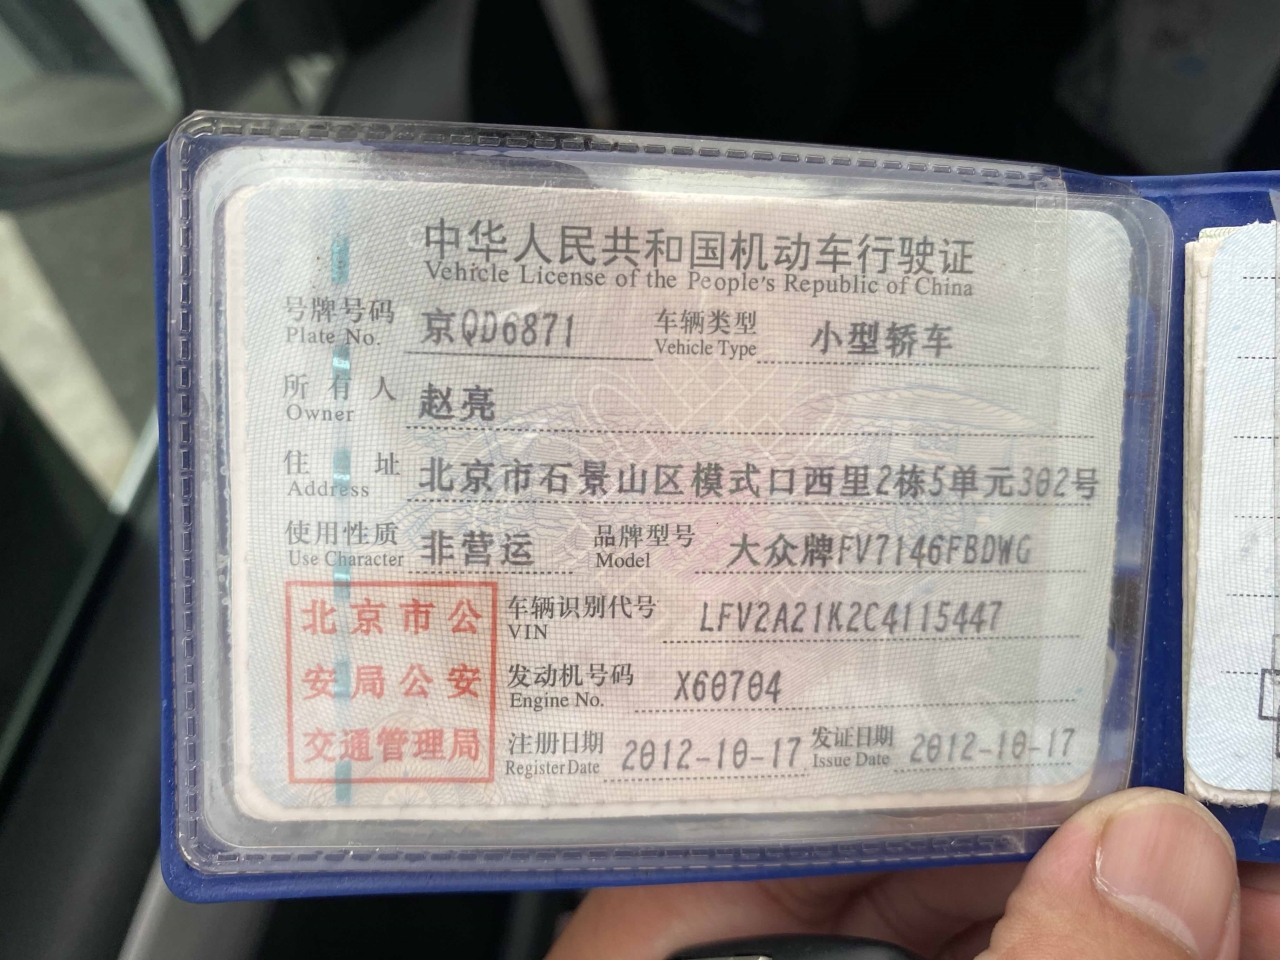 中华人民共和国机动车行驶证
Vehicle License of the People's Republic of China
号牌号码 京QD6871 车辆类型 小型轿车
Plate No. Vehicle Type
所有人 赵亮
Owner
住址 北京市石景山区模式口西里2栋5单元302号
Address
使用性质 非营运 品牌型号 大众牌FV7146FBDWG
Use Character Model
北京市公安局公安交通管理局
车辆识别代号 LFV2A21K2C4115447
VIN
发动机号码 X60704
Engine No.
注册日期 2012-10-17 发证日期 2012-10-17
Register Date Issue Date